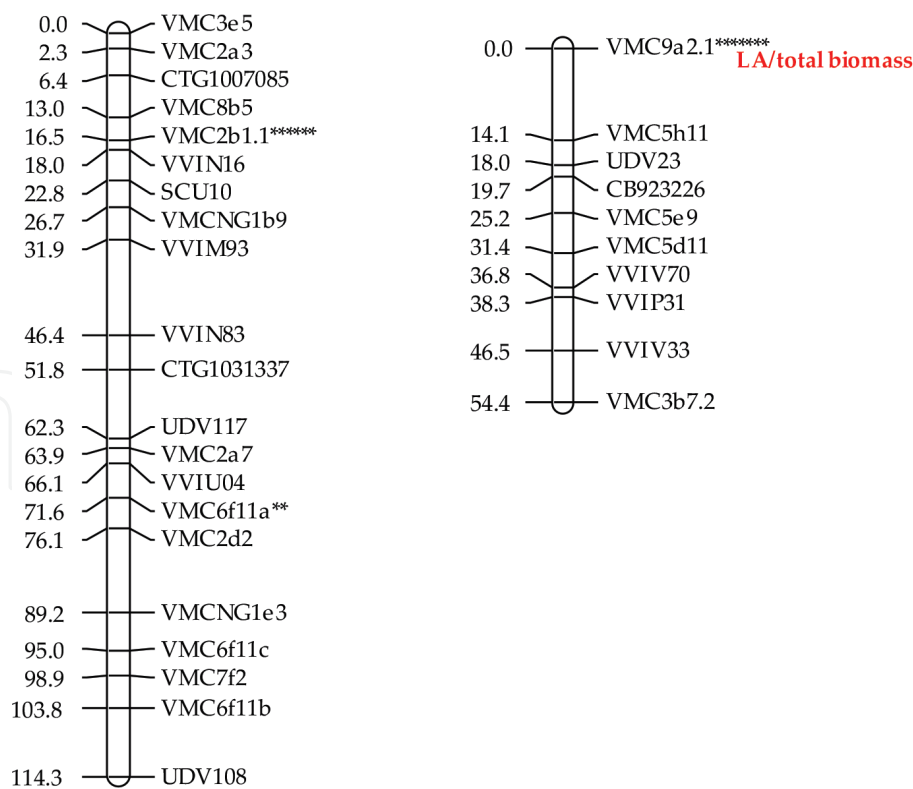 0.0 VMC3e5
2.3 VMC2a3
6.4 CTG1007085
13.0 VMC8b5
16.5 VMC2b1.1******
18.0 VVIN16
22.8 SCU10
26.7 VMCNG1b9
31.9 VVIM93
46.4 VVIN83
51.8 CTG1031337
62.3 UDV117
63.9 VMC2a7
66.1 VVIU04
71.6 VMC6f11a**
76.1 VMC2d2
89.2 VMCNG1e3
95.0 VMC6f11c
98.9 VMC7f2
103.8 VMC6f11b
114.3 UDV108
0.0 VMC9a2.1*******
LA/total biomass
14.1 VMC5h11
18.0 UDV23
19.7 CB923226
25.2 VMC5e9
31.4 VMC5d11
36.8 VVIV70
38.3 VVIP31
46.5 VVIV33
54.4 VMC3b7.2